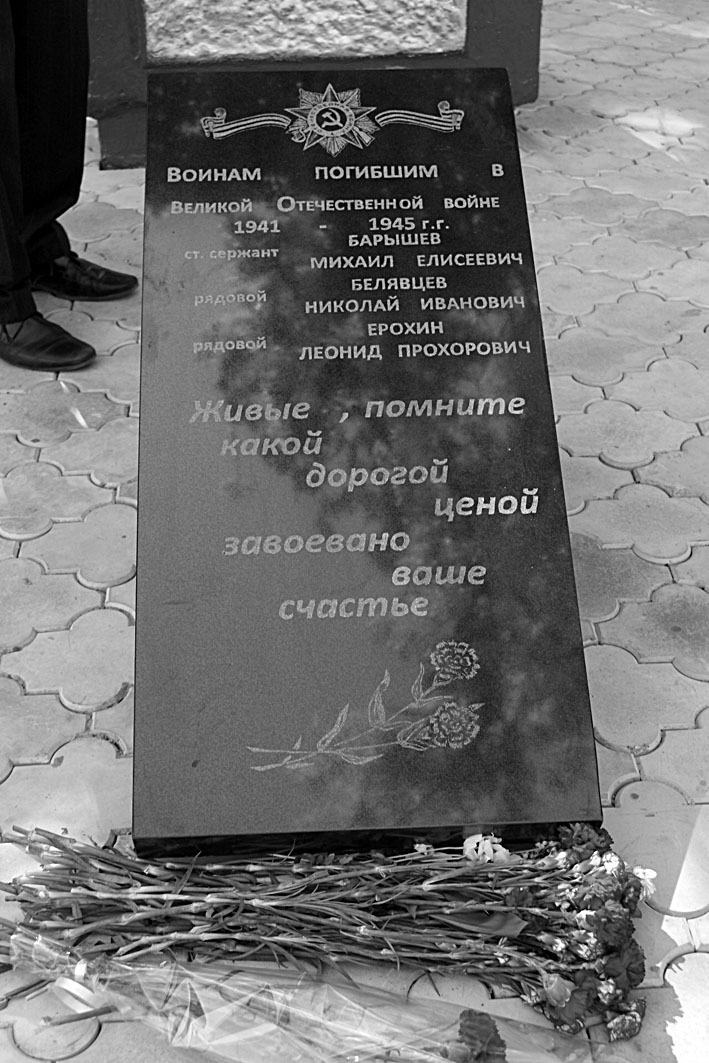 Воинам погибшим в
Великой Отечественной войне
1941 - 1945 г.г.
БАРЫШЕВ
ст. сержант МИХАИЛ ЕЛИСЕЕВИЧ
БЕЛЯВЦЕВ
рядовой НИКОЛАЙ ИВАНОВИЧ
ЕРОХИН
рядовой ЛЕОНИД ПРОХОРОВИЧ
Живые , помните
какой
дорогой
ценой
завоевано
ваше
счастье